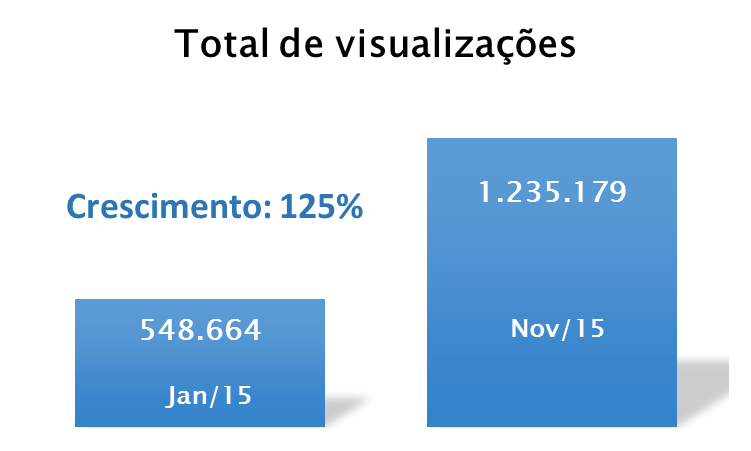 Total de visualizações
Crescimento: 125%
1.235.179
548.664
Nov/15
Jan/15